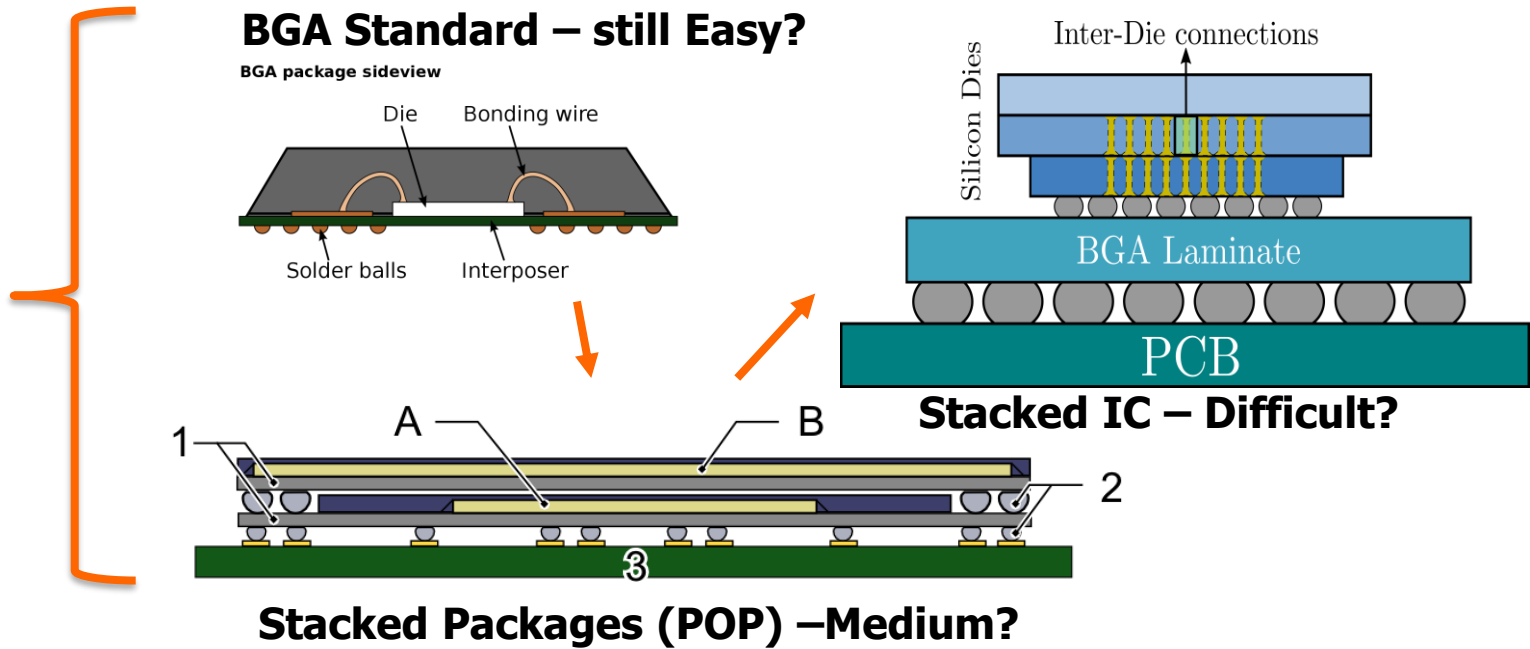 BGA Standard – still Easy?
BGA package sideview
Die
Bonding wire
Solder balls
Interposer
Inter-Die connections
Silicon Dies
BGA Laminate
PCB
Stacked IC – Difficult?
A
B
1
2
3
Stacked Packages (POP) –Medium?